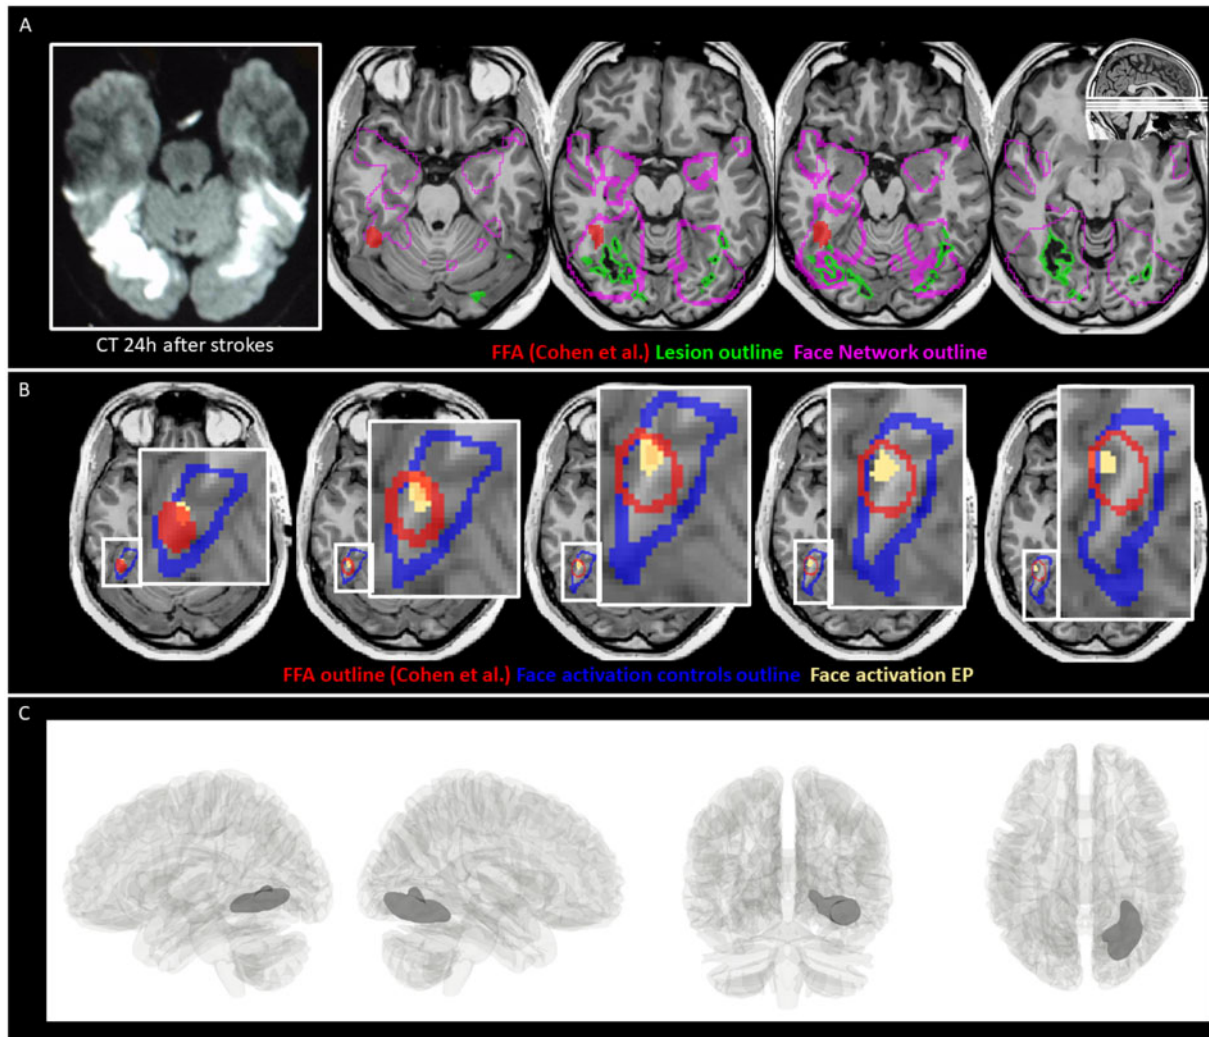 A
CT 24h after strokes
FFA (Cohen et al.) Lesion outline Face Network outline
B
FFA outline (Cohen et al.) Face activation controls outline Face activation EP
C